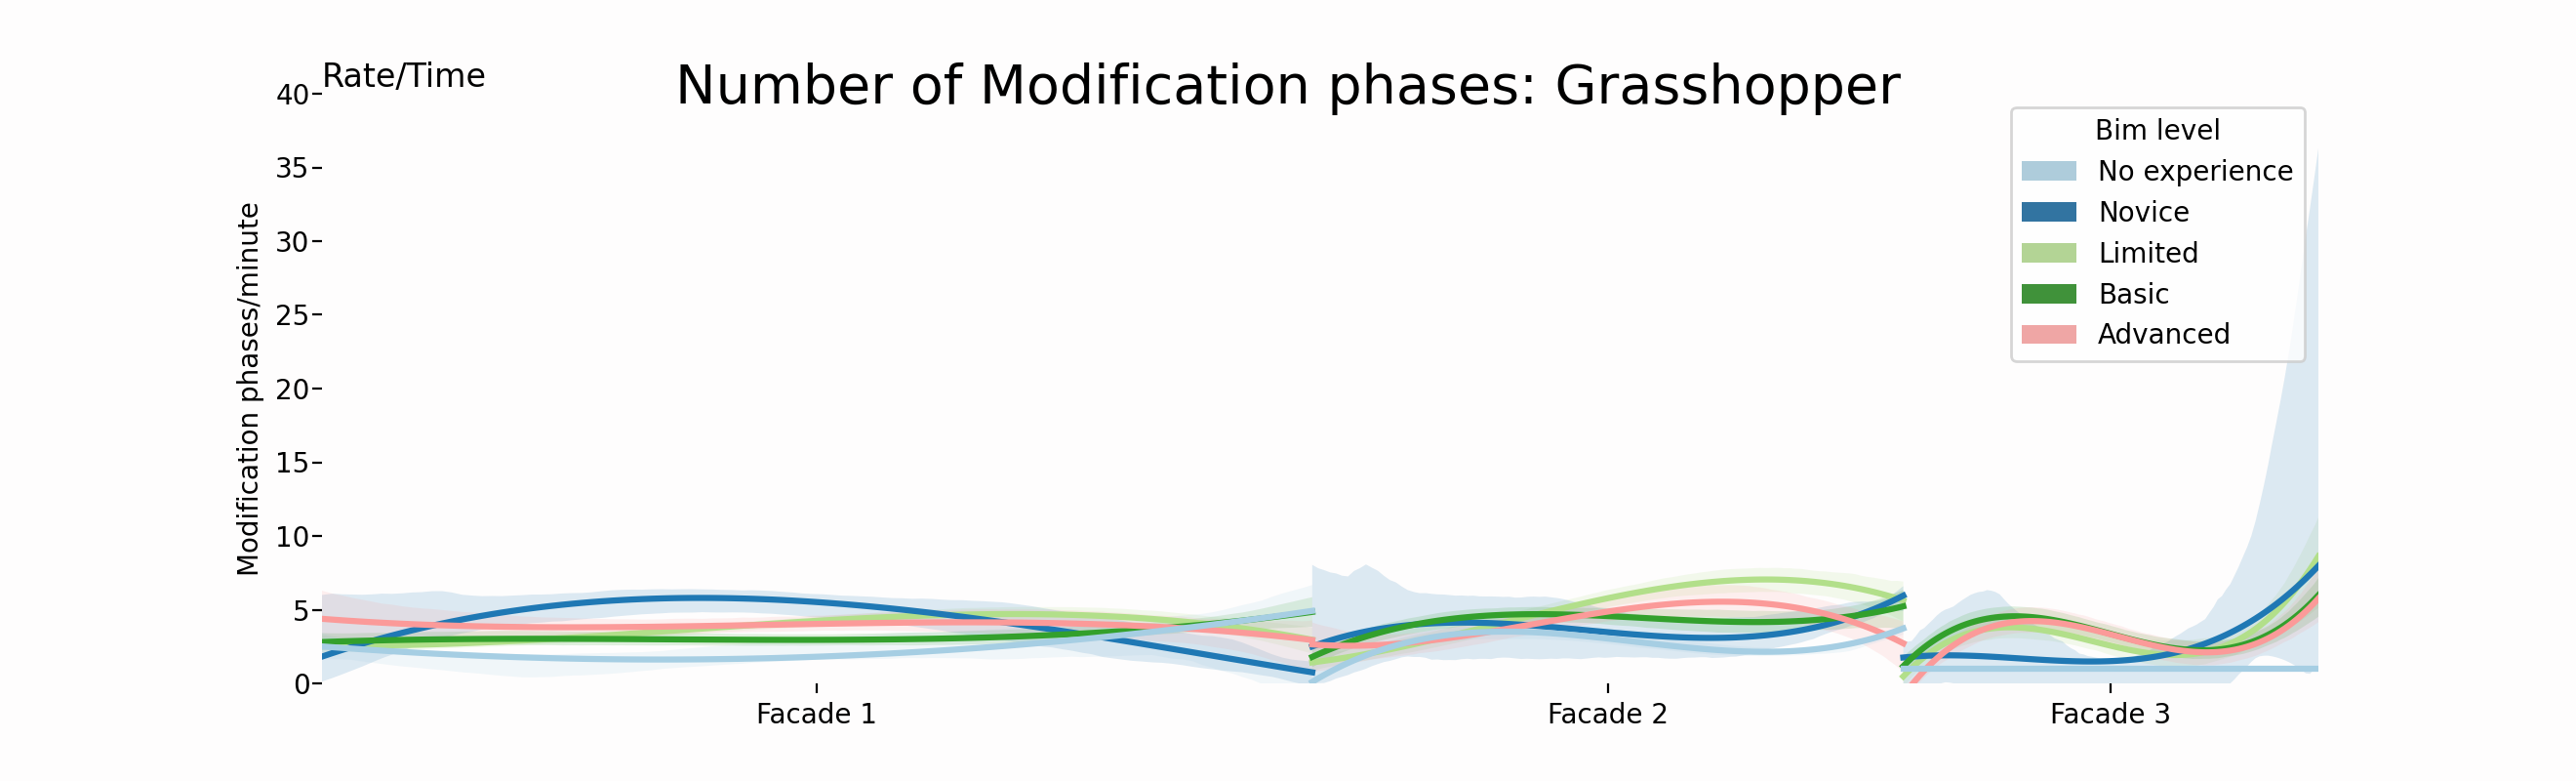 Number of Modification phases: Grasshopper
Rate/Time
Modification phases/minute
40
35
30
25
20
15
10
5
0
Bim level
No experience
Novice
Limited
Basic
Advanced
Facade 1
Facade 2
Facade 3